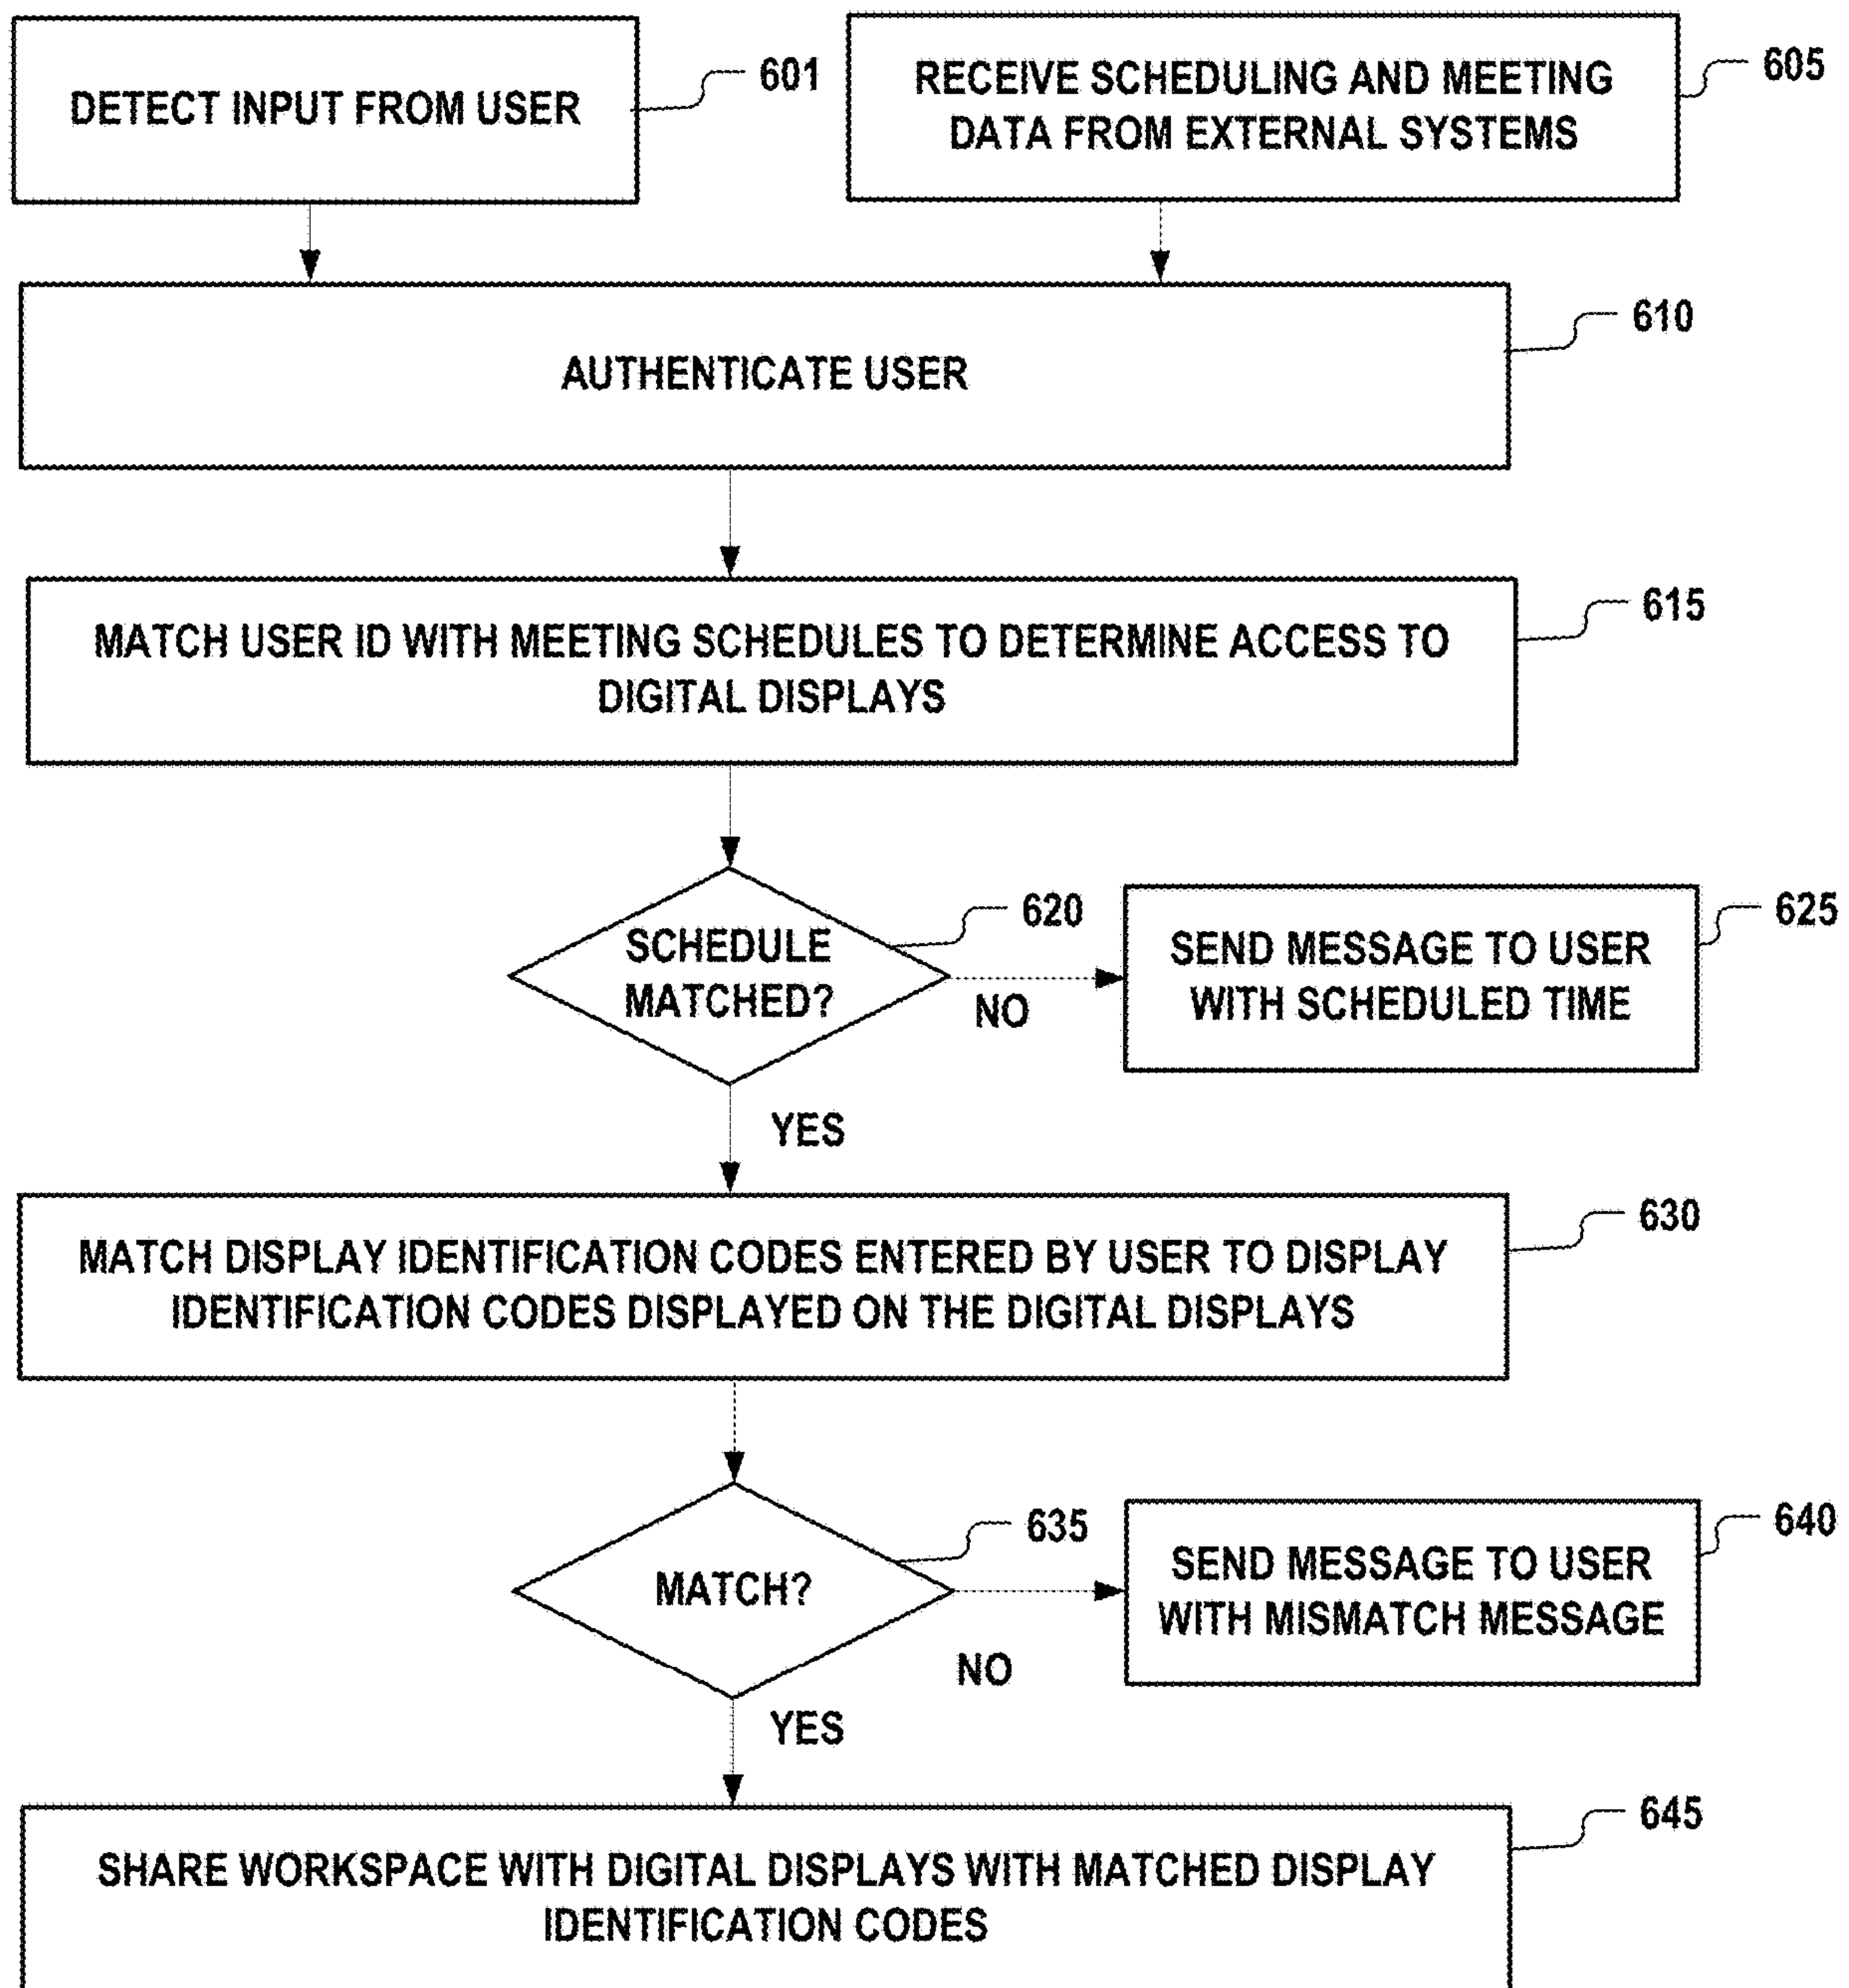 DETECT INPUT FROM USER
601
RECEIVE SCHEDULING AND MEETING
DATA FROM EXTERNAL SYSTEMS
605
AUTHENTICATE USER
610
MATCH USER ID WITH MEETING SCHEDULES TO DETERMINE ACCESS TO
DIGITAL DISPLAYS
615
SCHEDULE
MATCHED?
620
NO
SEND MESSAGE TO USER
WITH SCHEDULED TIME
625
YES
MATCH DISPLAY IDENTIFICATION CODES ENTERED BY USER TO DISPLAY
IDENTIFICATION CODES DISPLAYED ON THE DIGITAL DISPLAYS
630
MATCH?
635
NO
SEND MESSAGE TO USER
WITH MISMATCH MESSAGE
640
YES
SHARE WORKSPACE WITH DIGITAL DISPLAYS WITH MATCHED DISPLAY
IDENTIFICATION CODES
645